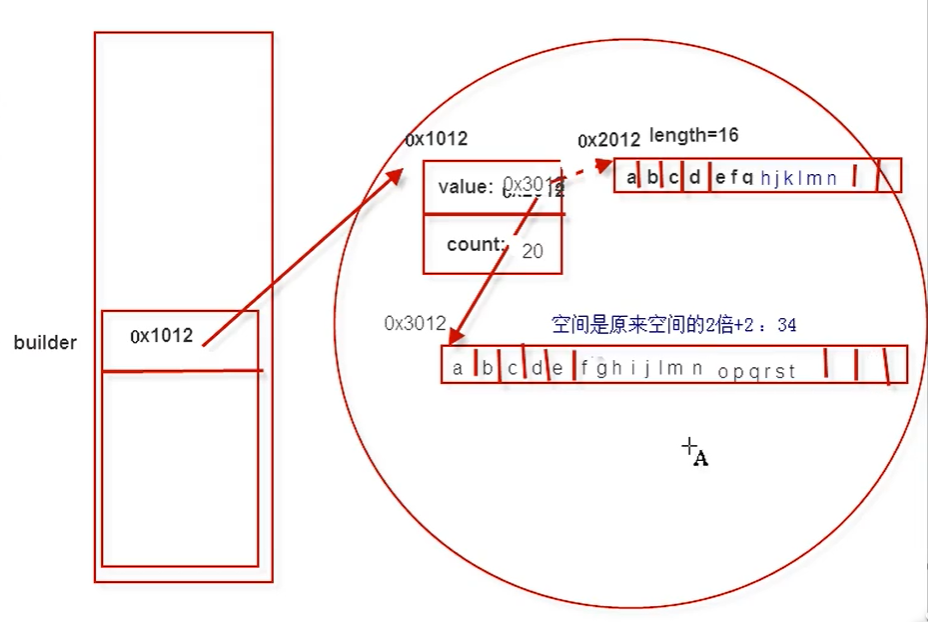 0x1012
0x2012 length=16
value: 0x3012
a b c d e f g h j k l m n
count: 20
0x3012
空间是原来空间的2倍+2：34
builder
0x1012
a b c d e f g h i j l m n o p q r s t
A